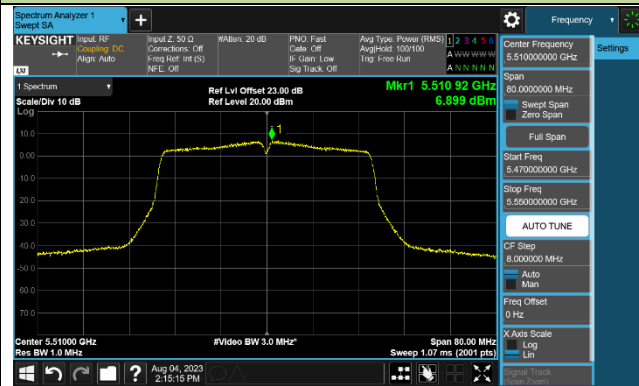 Spectrum Analyzer 1
Swept SA
+
Frequency
KEYSIGHT
Input: RF
Coupling: DC
Align: Auto
Input Z: 50 Ω
Corrections: Off
Freq Ref: Int (S)
NFE: Off
#Atten: 20 dB
PNO: Fast
Gate: Off
IF Gain: Low
Sig Track: Off
Avg Type: Power (RMS)
Avg|Hold: 100/100
Trig: Free Run
1 2 3 4 5 6
A W W W W W
A N N N N N
LXI
1 Spectrum
Scale/Div 10 dB
Log
Ref Lvl Offset 23.00 dB
Ref Level 20.00 dBm
Mkr1 5.510 92 GHz
6.899 dBm
1
10.0
0.00
-10.0
-20.0
-30.0
-40.0
-50.0
-60.0
-70.0
Center 5.51000 GHz
Res BW 1.0 MHz
#Video BW 3.0 MHz*
Span 80.00 MHz
Sweep 1.07 ms (2001 pts)
Center Frequency
5.510000000 GHz
Settings
Span
80.0000000 MHz
Swept Span
Zero Span
Full Span
Start Freq
5.470000000 GHz
Stop Freq
5.550000000 GHz
AUTO TUNE
CF Step
8.000000 MHz
Auto
Man
Freq Offset
0 Hz
X Axis Scale
Log
Lin
Signal Track
(Span Zoom)
?
Aug 04, 2023
2:15:15 PM